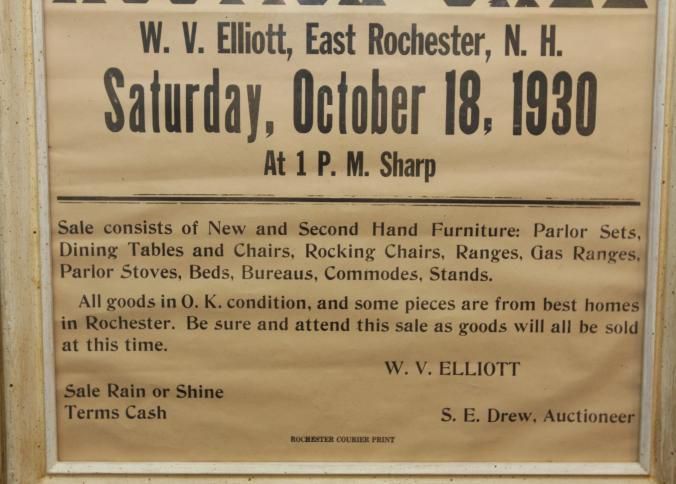 W. V. Elliott, East Rochester, N. H.
Saturday, October 18, 1930
At 1 P. M. Sharp
Sale consists of New and Second Hand Furniture: Parlor Sets,
Dining Tables and Chairs, Rocking Chairs, Ranges, Gas Ranges,
Parlor Stoves, Beds, Bureaus, Commodes, Stands.
All goods in O. K. condition, and some pieces are from best homes
in Rochester. Be sure and attend this sale as goods will all be sold
at this time.
W. V. ELLIOTT
Sale Rain or Shine
Terms Cash
S. E. Drew, Auctioneer
ROCHESTER COURIER PRINT